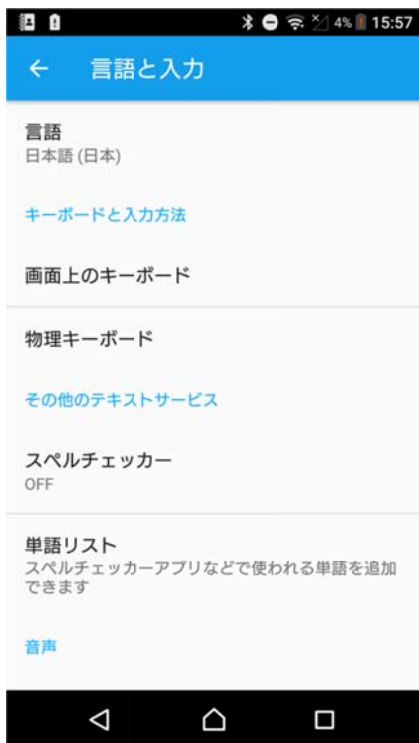 4% 15:57
言語と入力
言語
日本語 (日本)
キーボードと入力方法
画面上のキーボード
物理キーボード
その他のテキストサービス
スペルチェッカー
OFF
単語リスト
スペルチェッカーアプリなどで使われる単語を追加
できます
音声